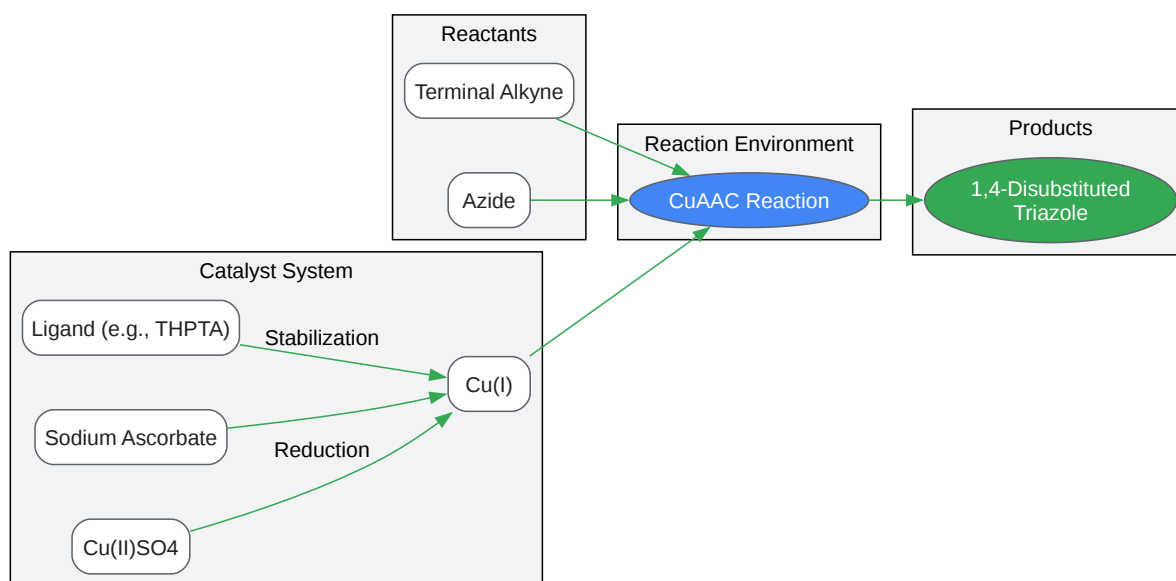 Reactants
Terminal Alkyne
Azide
Reaction Environment
CuAAC Reaction
Products
1,4-Disubstituted
Triazole
Catalyst System
Ligand (e.g., THPTA)
Stabilization
Cu(I)
Sodium Ascorbate
Reduction
Cu(II)SO4